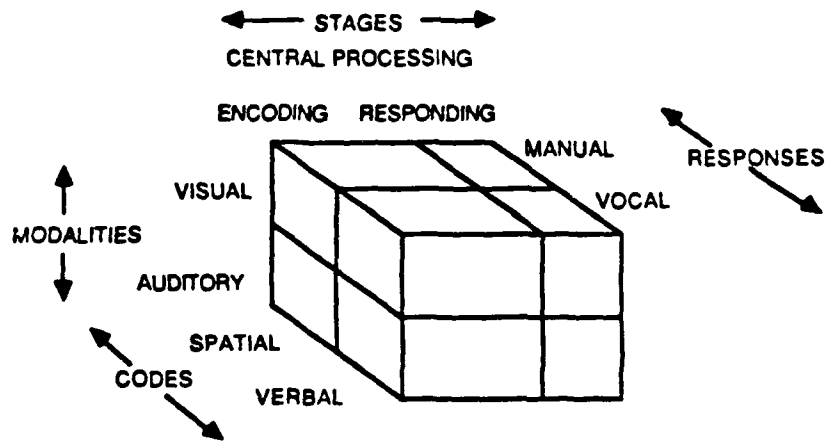 STAGES
CENTRAL PROCESSING
ENCODING RESPONDING
MANUAL
RESPONSES
VISUAL
VOCAL
MODALITIES
AUDITORY
SPATIAL
CODES
VERBAL